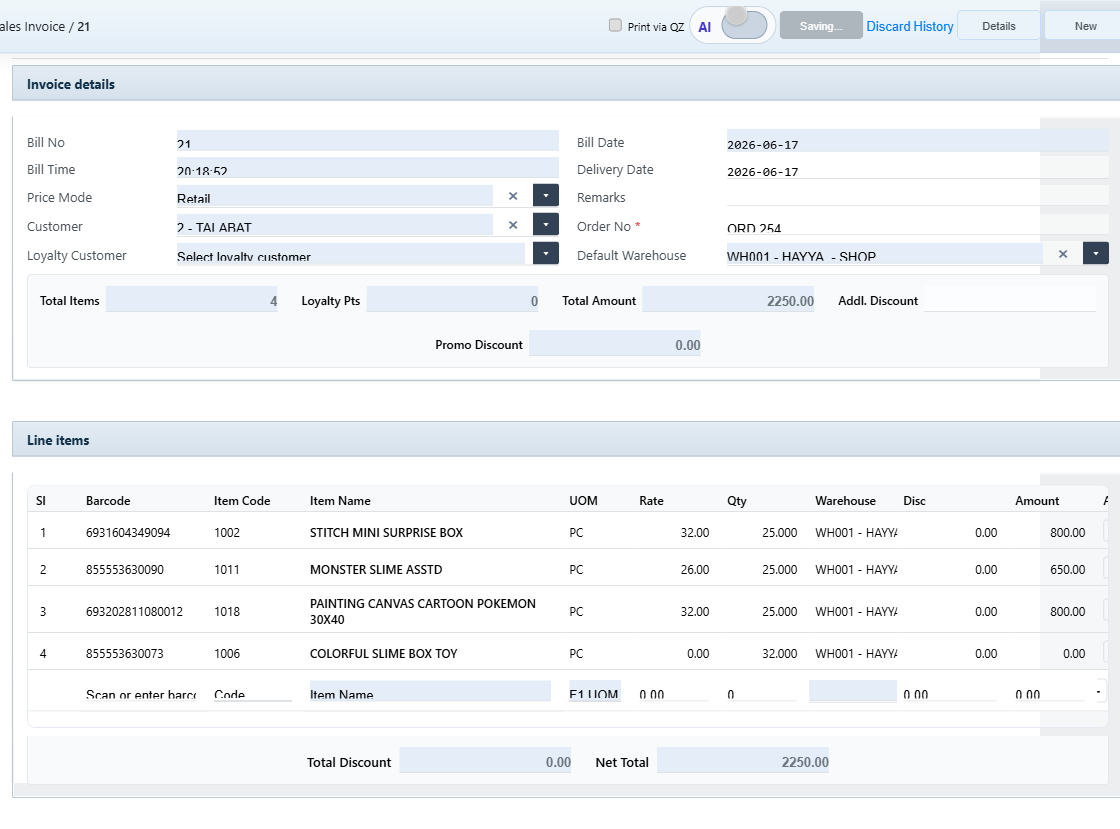 ales Invoice / 21
Print via QZ AI Saving... Discard History Details New
Invoice details
Bill No 21 Bill Date 2026-06-17
Bill Time 20:18:52 Delivery Date 2026-06-17
Price Mode Retail × Remarks
Customer 2 - TALABAT × Order No * ORD 254
Loyalty Customer Select loyalty customer Default Warehouse WH001 - HAYYA - SHOP ×
Total Items 4 Loyalty Pts 0 Total Amount 2250.00 Addl. Discount
Promo Discount 0.00
Line items
Sl Barcode Item Code Item Name UOM Rate Qty Warehouse Disc Amount A
1 6931604349094 1002 STITCH MINI SURPRISE BOX PC 32.00 25.000 WH001 - HAYYA 0.00 800.00
2 855553630090 1011 MONSTER SLIME ASSTD PC 26.00 25.000 WH001 - HAYYA 0.00 650.00
3 693202811080012 1018 PAINTING CANVAS CARTOON POKEMON 30X40 PC 32.00 25.000 WH001 - HAYYA 0.00 800.00
4 855553630073 1006 COLORFUL SLIME BOX TOY PC 0.00 32.000 WH001 - HAYYA 0.00 0.00
Scan or enter barco Code Item Name F1 UOM 0.00 0 0.00 0.00 -
Total Discount 0.00 Net Total 2250.00